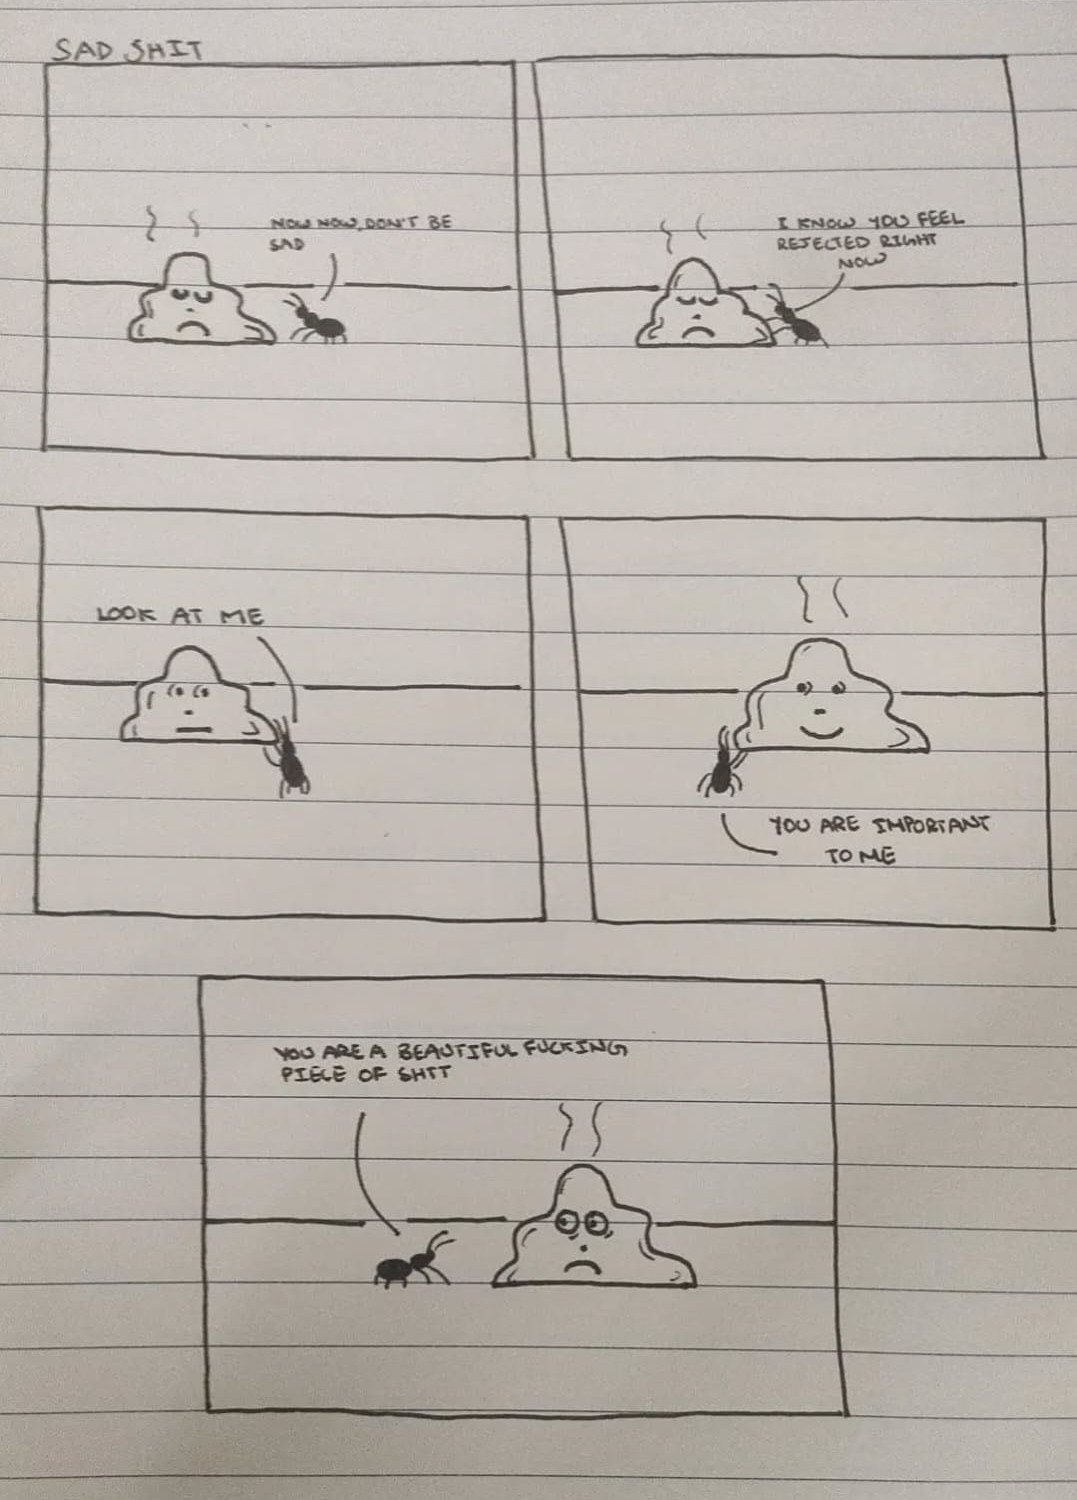 SAD SHIT
NOW NOW, DON'T BE
SAD
I KNOW YOU FEEL
REJECTED RIGHT
NOW
LOOK AT ME
YOU ARE IMPORTANT
TO ME
YOU ARE A BEAUTIFUL FUCKING
PIECE OF SHIT